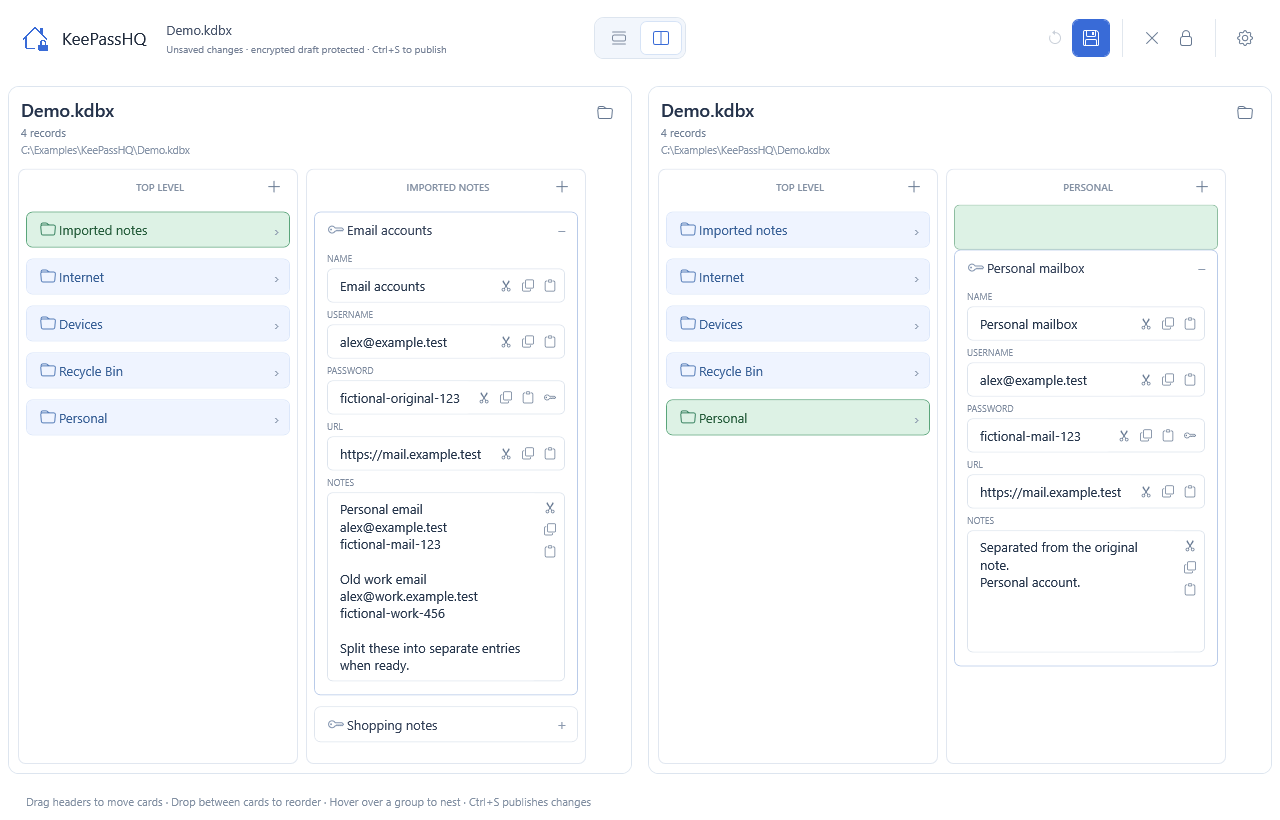 KeePassHQ
Demo.kdbx
Unsaved changes · encrypted draft protected · Ctrl+S to publish
Demo.kdbx
4 records
C:\Examples\KeePassHQ\Demo.kdbx
TOP LEVEL
Imported notes
Internet
Devices
Recycle Bin
Personal
IMPORTED NOTES
Email accounts
NAME
Email accounts
USERNAME
alex@example.test
PASSWORD
fictional-original-123
URL
https://mail.example.test
NOTES
Personal email
alex@example.test
fictional-mail-123
Old work email
alex@work.example.test
fictional-work-456
Split these into separate entries
when ready.
Shopping notes
Demo.kdbx
4 records
C:\Examples\KeePassHQ\Demo.kdbx
TOP LEVEL
Imported notes
Internet
Devices
Recycle Bin
Personal
PERSONAL
Personal mailbox
NAME
Personal mailbox
USERNAME
alex@example.test
PASSWORD
fictional-mail-123
URL
https://mail.example.test
NOTES
Separated from the original
note.
Personal account.
Drag headers to move cards · Drop between cards to reorder · Hover over a group to nest · Ctrl+S publishes changes